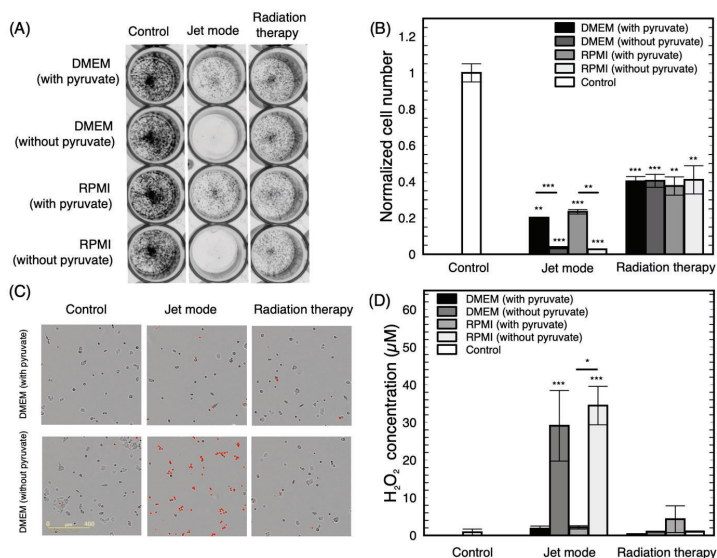 (A)
Control
Jet mode
Radiation
therapy
DMEM
(with pyruvate)
DMEM
(without pyruvate)
RPMI
(with pyruvate)
RPMI
(without pyruvate)
(B)
DMEM (with pyruvate)
DMEM (without pyruvate)
RPMI (with pyruvate)
RPMI (without pyruvate)
Control
Normalized cell number
1.2
1
0.8
0.6
0.4
0.2
0
**
***
***
***
**
***
***
***
**
**
Control
Jet mode
Radiation therapy
(C)
Control
Jet mode
Radiation therapy
DMEM (with pyruvate)
DMEM (without pyruvate)
0 µm 400
(D)
DMEM (with pyruvate)
DMEM (without pyruvate)
RPMI (with pyruvate)
RPMI (without pyruvate)
Control
H₂O₂ concentration (µM)
60
50
40
30
20
10
0
***
*
***
Control
Jet mode
Radiation therapy